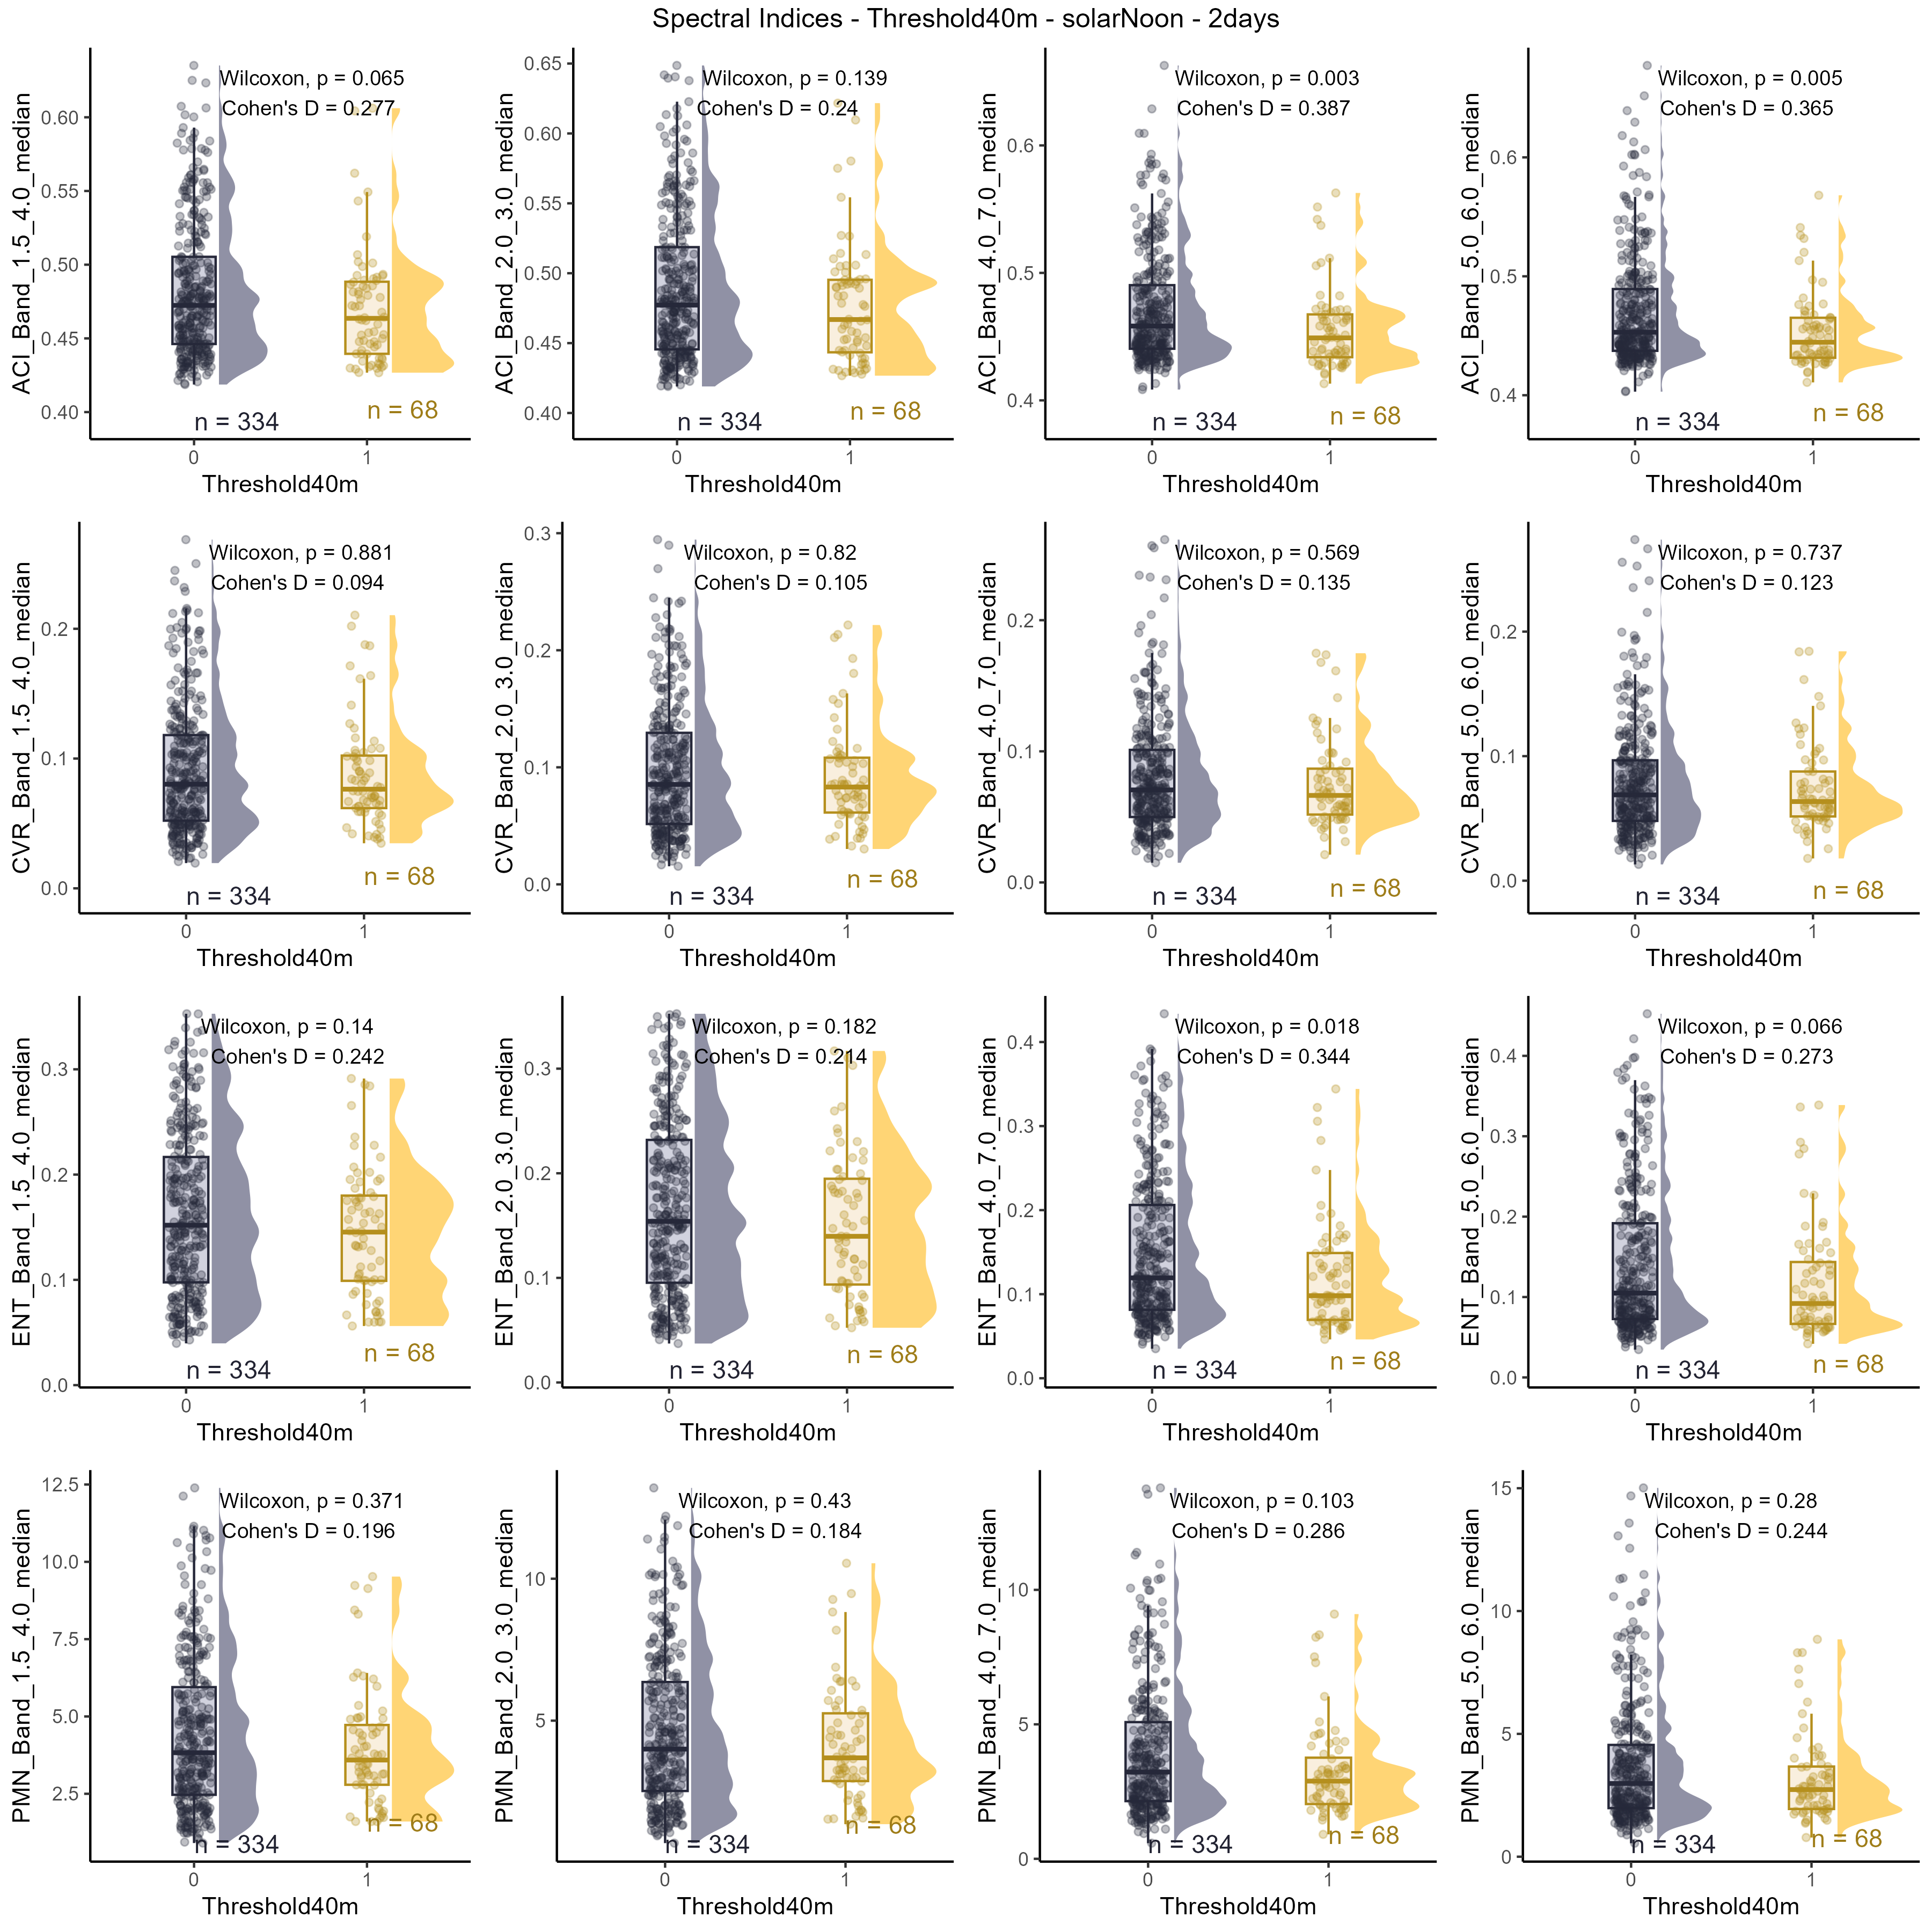 Spectral Indices - Threshold40m - solarNoon - 2days
ACI_Band_1.5_4.0_median
0.60
0.55
0.50
0.45
0.40
Wilcoxon, p = 0.065
Cohen's D = 0.277
n = 334
n = 68
0
1
Threshold40m
ACI_Band_2.0_3.0_median
0.65
0.60
0.55
0.50
0.45
0.40
Wilcoxon, p = 0.139
Cohen's D = 0.24
n = 334
n = 68
0
1
Threshold40m
ACI_Band_4.0_7.0_median
0.6
0.5
0.4
Wilcoxon, p = 0.003
Cohen's D = 0.387
n = 334
n = 68
0
1
Threshold40m
ACI_Band_5.0_6.0_median
0.6
0.5
0.4
Wilcoxon, p = 0.005
Cohen's D = 0.365
n = 334
n = 68
0
1
Threshold40m
CVR_Band_1.5_4.0_median
0.2
0.1
0.0
Wilcoxon, p = 0.881
Cohen's D = 0.094
n = 334
n = 68
0
1
Threshold40m
CVR_Band_2.0_3.0_median
0.3
0.2
0.1
0.0
Wilcoxon, p = 0.82
Cohen's D = 0.105
n = 334
n = 68
0
1
Threshold40m
CVR_Band_4.0_7.0_median
0.2
0.1
0.0
Wilcoxon, p = 0.569
Cohen's D = 0.135
n = 334
n = 68
0
1
Threshold40m
CVR_Band_5.0_6.0_median
0.2
0.1
0.0
Wilcoxon, p = 0.737
Cohen's D = 0.123
n = 334
n = 68
0
1
Threshold40m
ENT_Band_1.5_4.0_median
0.3
0.2
0.1
0.0
Wilcoxon, p = 0.14
Cohen's D = 0.242
n = 334
n = 68
0
1
Threshold40m
ENT_Band_2.0_3.0_median
0.3
0.2
0.1
0.0
Wilcoxon, p = 0.182
Cohen's D = 0.214
n = 334
n = 68
0
1
Threshold40m
ENT_Band_4.0_7.0_median
0.4
0.3
0.2
0.1
0.0
Wilcoxon, p = 0.018
Cohen's D = 0.344
n = 334
n = 68
0
1
Threshold40m
ENT_Band_5.0_6.0_median
0.4
0.3
0.2
0.1
0.0
Wilcoxon, p = 0.066
Cohen's D = 0.273
n = 334
n = 68
0
1
Threshold40m
PMN_Band_1.5_4.0_median
12.5
10.0
7.5
5.0
2.5
Wilcoxon, p = 0.371
Cohen's D = 0.196
n = 334
n = 68
0
1
Threshold40m
PMN_Band_2.0_3.0_median
10
5
Wilcoxon, p = 0.43
Cohen's D = 0.184
n = 334
n = 68
0
1
Threshold40m
PMN_Band_4.0_7.0_median
10
5
0
Wilcoxon, p = 0.103
Cohen's D = 0.286
n = 334
n = 68
0
1
Threshold40m
PMN_Band_5.0_6.0_median
15
10
5
0
Wilcoxon, p = 0.28
Cohen's D = 0.244
n = 334
n = 68
0
1
Threshold40m